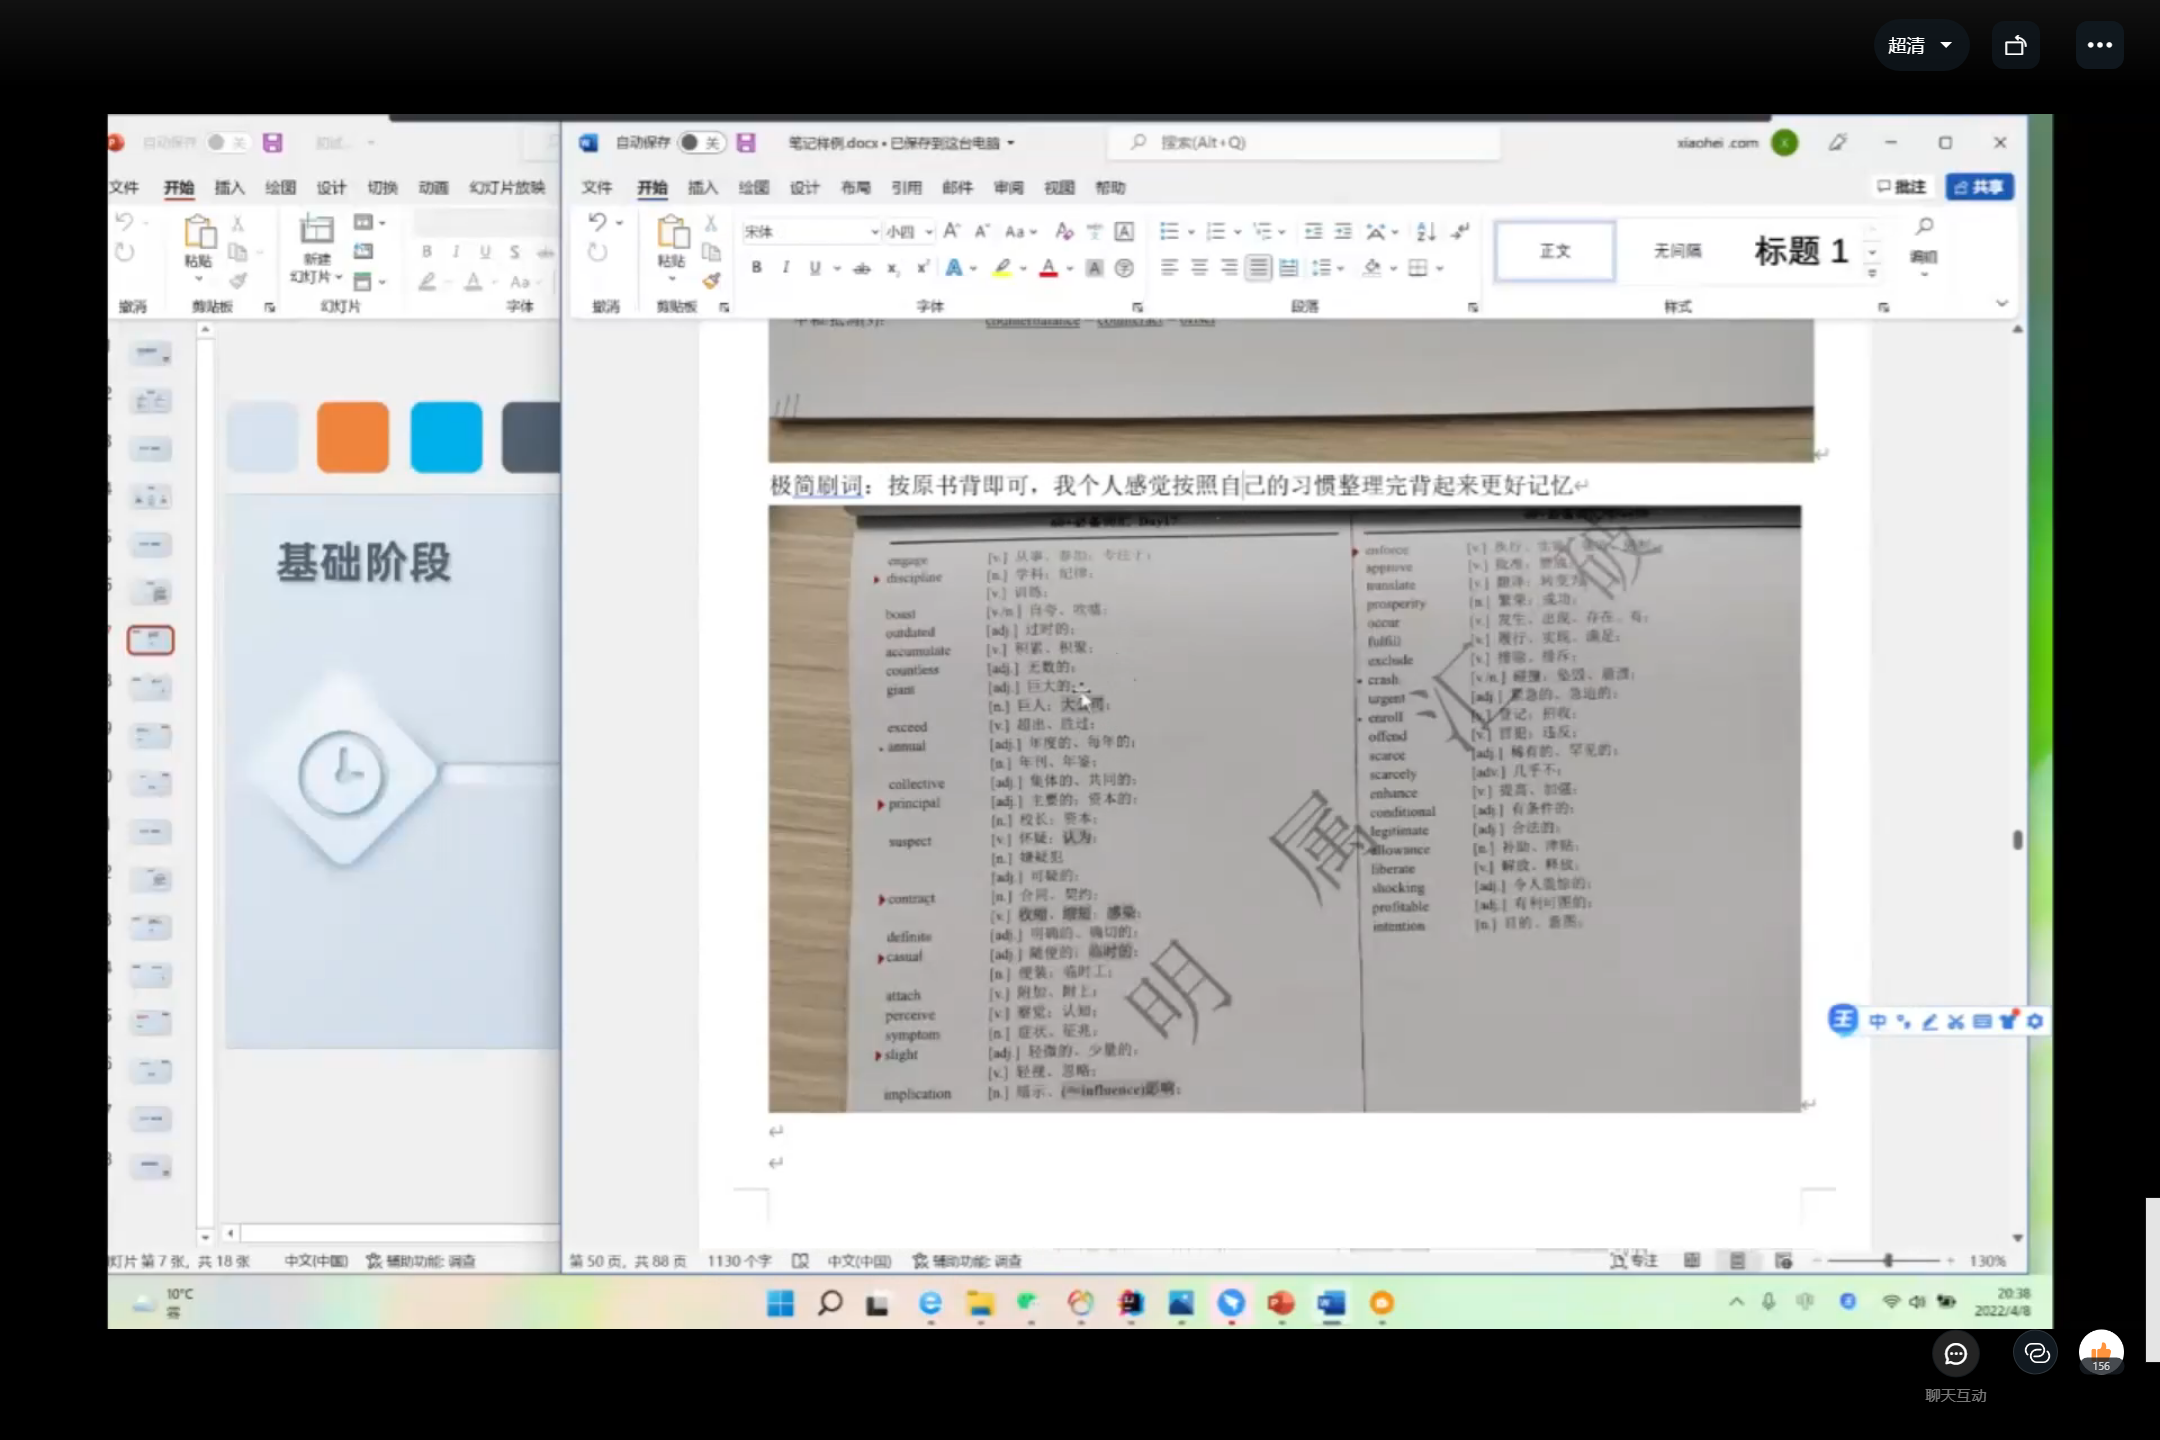 超清
自动保存 关
自动保存 关 笔记样例.docx • 已保存到这台电脑 搜索(Alt+Q) xiaohei .com X
文件 开始 插入 绘图 设计 切换 动画 幻灯片放映
文件 开始 插入 绘图 设计 布局 引用 邮件 审阅 视图 帮助 批注 共享
粘贴 新建 幻灯片
粘贴 宋体 小四 正文 无间隔 标题 1 编辑
撤消 剪贴板 幻灯片 字体
撤消 剪贴板 字体 段落 样式
基础阶段
极简刷词：按原书背即可，我个人感觉按照自己的习惯整理完背起来更好记忆
engage [v.] 从事、参加；专注于；
discipline [n.] 学科；纪律；
[v.] 训练；
boast [v./n.] 自夸、吹嘘；
outdated [adj.] 过时的；
accumulate [v.] 积累、积聚；
countless [adj.] 无数的；
giant [adj.] 巨大的；
[n.] 巨人；大公司；
exceed [v.] 超出、胜过；
annual [adj.] 年度的、每年的；
[n.] 年刊、年鉴；
collective [adj.] 集体的、共同的；
principal [adj.] 主要的；资本的；
[n.] 校长；资本；
suspect [v.] 怀疑；认为；
[n.] 嫌疑犯
[adj.] 可疑的；
contract [n.] 合同、契约；
[v.] 收缩、缩短；感染；
definite [adj.] 明确的、确切的；
casual [adj.] 随便的；临时的；
[n.] 便装；临时工；
attach [v.] 附加、附上；
perceive [v.] 察觉；认知；
symptom [n.] 症状、征兆；
slight [adj.] 轻微的、少量的；
[v.] 轻视、忽略；
implication [n.] 暗示、(=influence)影响；
enforce [v.] 执行、
approve [v.] 批准、赞成
translate [v.] 翻译；转变为
prosperity [n.] 繁荣；成功；
occur [v.] 发生、出现、存在、有；
fulfill [v.] 履行、实现、满足；
exclude [v.] 排除、排斥；
crash [v./n.] 碰撞；坠毁、崩溃；
urgent [adj.] 紧急的、急迫的；
enroll [v.] 登记；招收；
offend [v.] 冒犯；违反；
scarce [adj.] 稀有的、罕见的；
scarcely [adv.] 几乎不；
enhance [v.] 提高、加强；
conditional [adj.] 有条件的；
legitimate [adj.] 合法的；
allowance [n.] 补助、津贴；
liberate [v.] 解放、释放；
shocking [adj.] 令人震惊的；
profitable [adj.] 有利可图的；
intention [n.] 目的、意图；
明
属
破
王 中
幻灯片 第 7 张，共 18 张 中文(中国) 辅助功能: 调查
第 50 页，共 88 页 1130 个字 中文(中国) 辅助功能: 调查 专注 130%
10°C
雾
20:38
2022/4/8
156
聊天互动